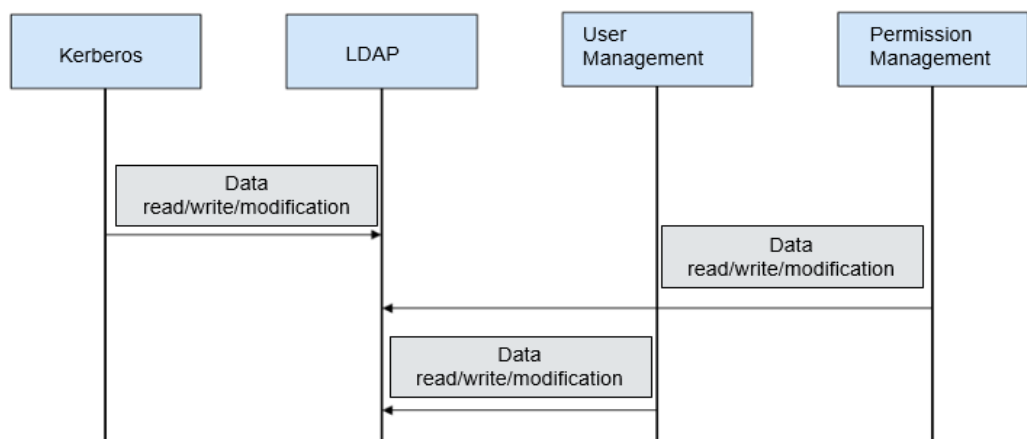 Kerberos
LDAP
User
Management
Permission
Management
Data
read/write/modification
Data
read/write/modification
Data
read/write/modification